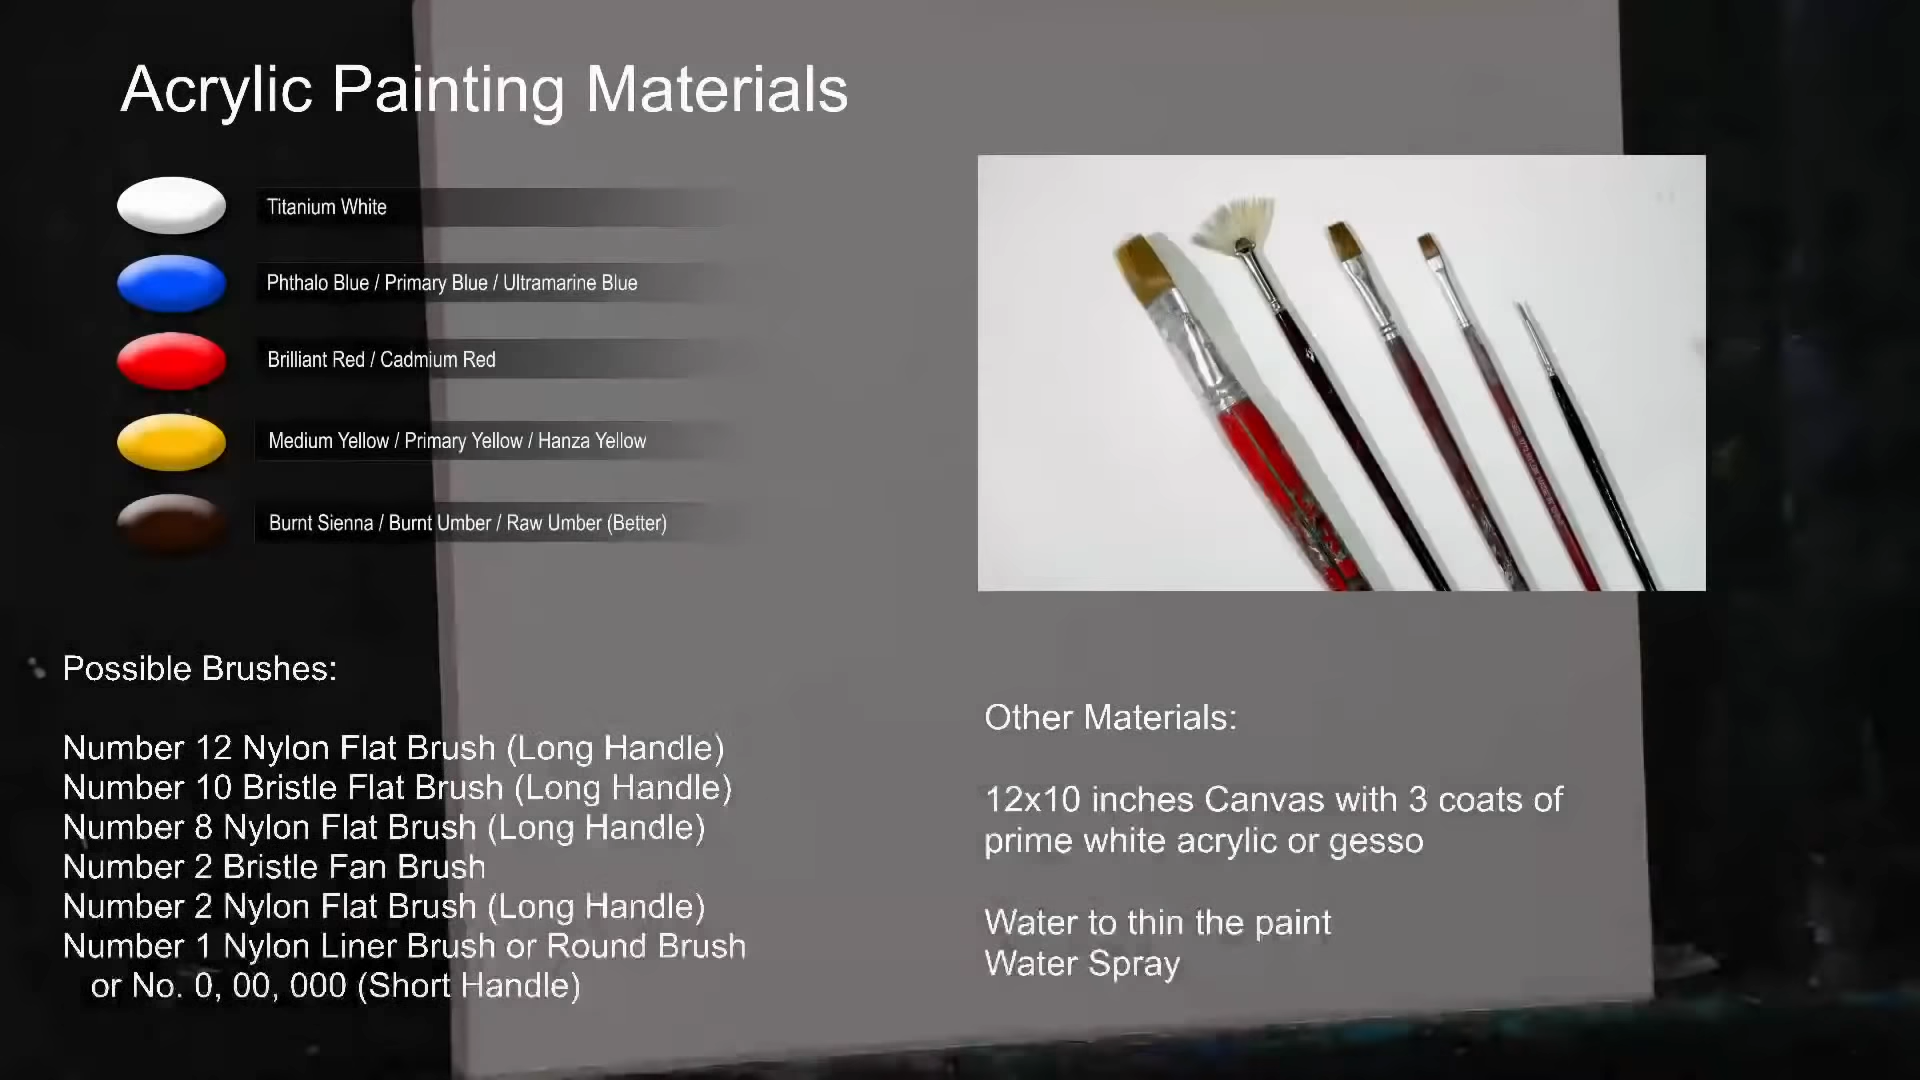 Acrylic Painting Materials
Titanium White
Phthalo Blue / Primary Blue / Ultramarine Blue
Brilliant Red / Cadmium Red
Medium Yellow / Primary Yellow / Hanza Yellow
Burnt Sienna / Burnt Umber / Raw Umber (Better)
Possible Brushes:
Number 12 Nylon Flat Brush (Long Handle)
Number 10 Bristle Flat Brush (Long Handle)
Number 8 Nylon Flat Brush (Long Handle)
Number 2 Bristle Fan Brush
Number 2 Nylon Flat Brush (Long Handle)
Number 1 Nylon Liner Brush or Round Brush
or No. 0, 00, 000 (Short Handle)
Other Materials:
12x10 inches Canvas with 3 coats of
prime white acrylic or gesso
Water to thin the paint
Water Spray